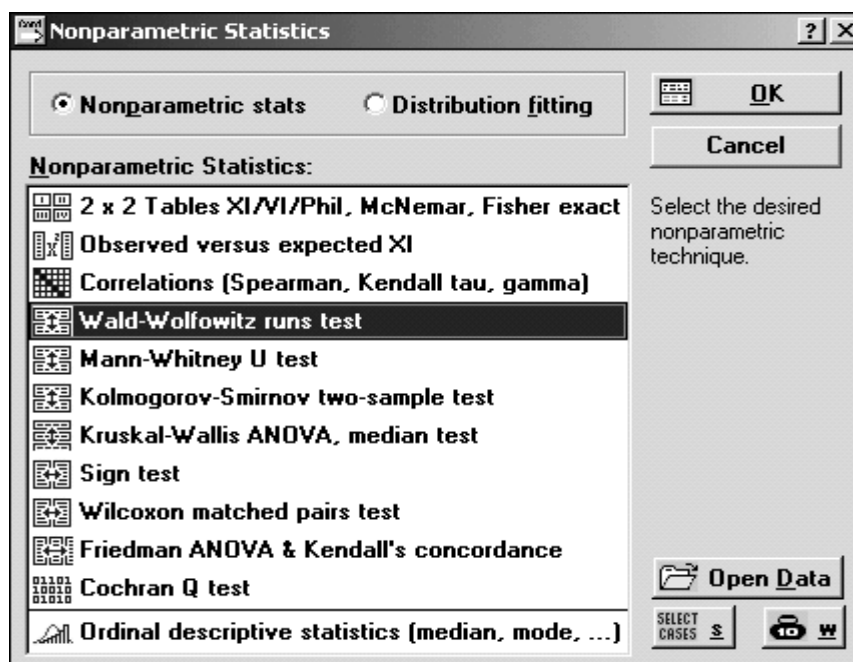 Nonparametric Statistics
Nonparametric stats
Distribution fitting
OK
Cancel
Nonparametric Statistics:
2 x 2 Tables XI/VI/Phil, McNemar, Fisher exact
Observed versus expected XI
Correlations (Spearman, Kendall tau, gamma)
Wald-Wolfowitz runs test
Mann-Whitney U test
Kolmogorov-Smirnov two-sample test
Kruskal-Wallis ANOVA, median test
Sign test
Wilcoxon matched pairs test
Friedman ANOVA & Kendall's concordance
Cochran Q test
Ordinal descriptive statistics (median, mode, ...)
Select the desired
nonparametric
technique.
Open Data
SELECT
CASES S
W